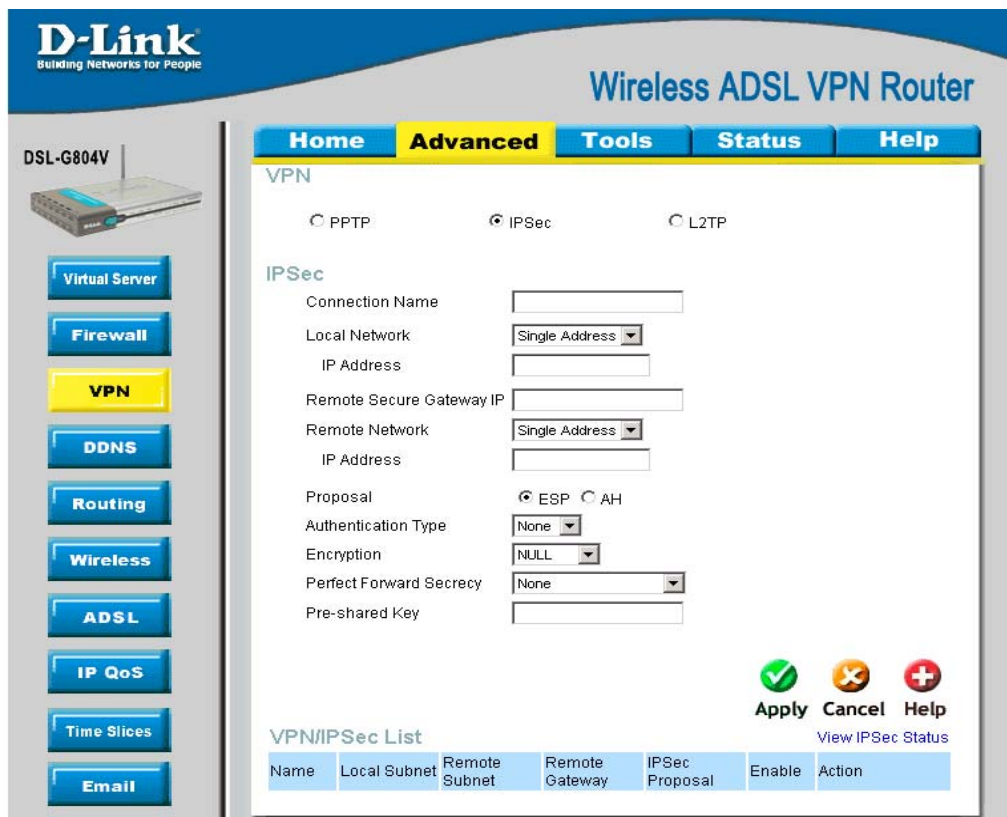 D-Link
Building Networks for People
Wireless ADSL VPN Router
DSL-G804V
Home Advanced Tools Status Help
Virtual Server
Firewall
VPN
DDNS
Routing
Wireless
ADSL
IP QoS
Time Slices
Email
VPN
PPTP IPSec L2TP
IPSec
Connection Name
Local Network Single Address
IP Address
Remote Secure Gateway IP
Remote Network Single Address
IP Address
Proposal ESP AH
Authentication Type None
Encryption NULL
Perfect Forward Secrecy None
Pre-shared Key
Apply Cancel Help
VPN/IPSec List View IPSec Status
Name Local Subnet Remote Subnet Remote Gateway IPSec Proposal Enable Action